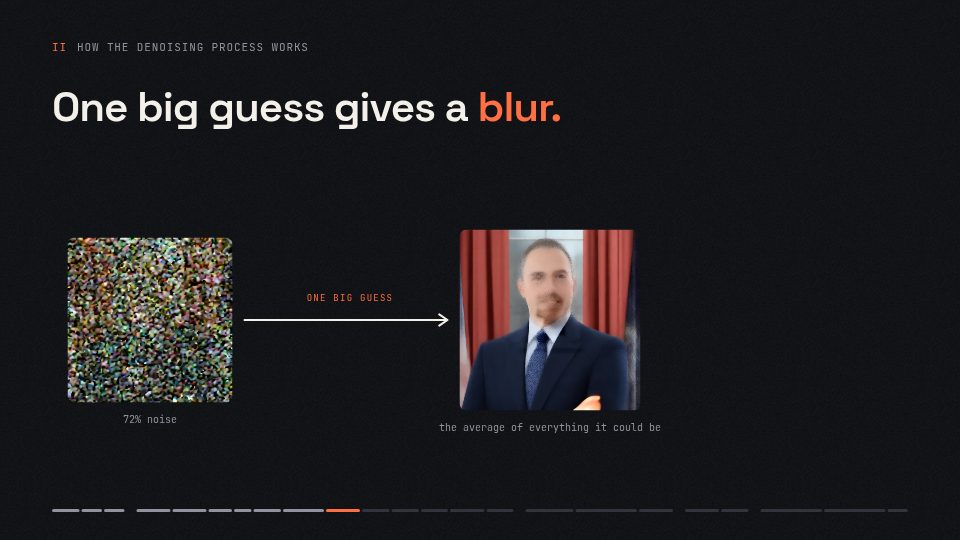 II HOW THE DENOISING PROCESS WORKS
One big guess gives a blur.
ONE BIG GUESS
72% noise
the average of everything it could be